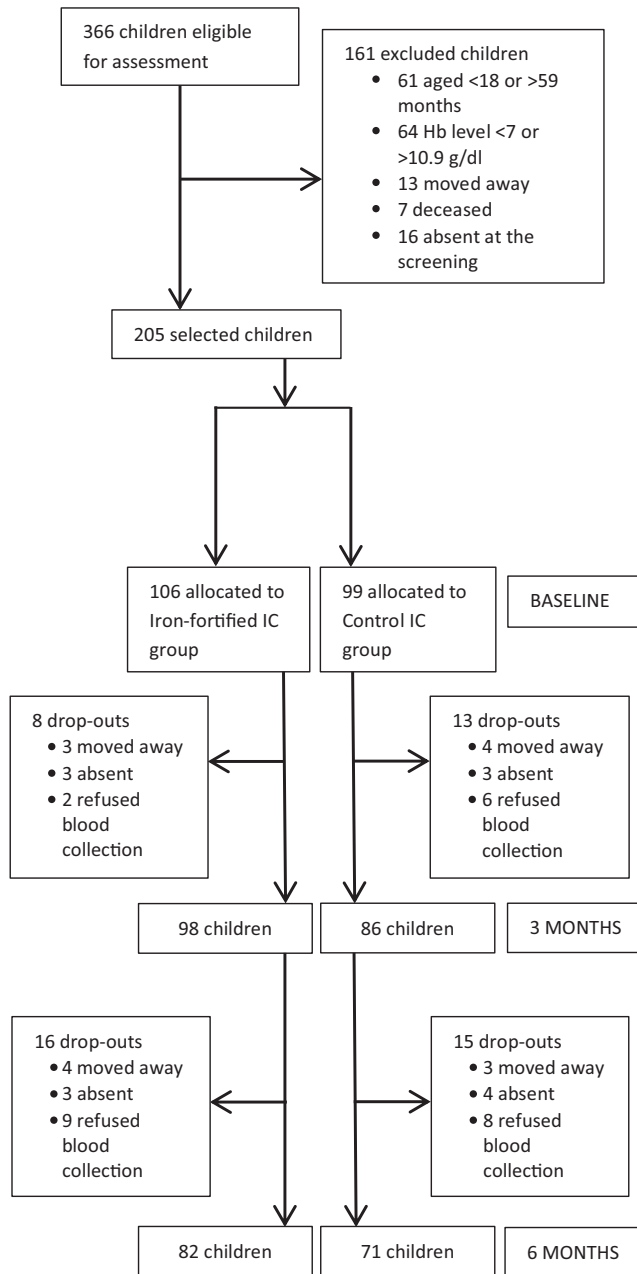 366 children eligible
for assessment
161 excluded children
• 61 aged <18 or >59
months
• 64 Hb level <7 or
>10.9 g/dl
• 13 moved away
• 7 deceased
• 16 absent at the
screening
205 selected children
106 allocated to
Iron-fortified IC
group
99 allocated to
Control IC
group
BASELINE
8 drop-outs
• 3 moved away
• 3 absent
• 2 refused
blood
collection
13 drop-outs
• 4 moved away
• 3 absent
• 6 refused
blood
collection
98 children
86 children
3 MONTHS
16 drop-outs
• 4 moved away
• 3 absent
• 9 refused
blood
collection
15 drop-outs
• 3 moved away
• 4 absent
• 8 refused
blood
collection
82 children
71 children
6 MONTHS